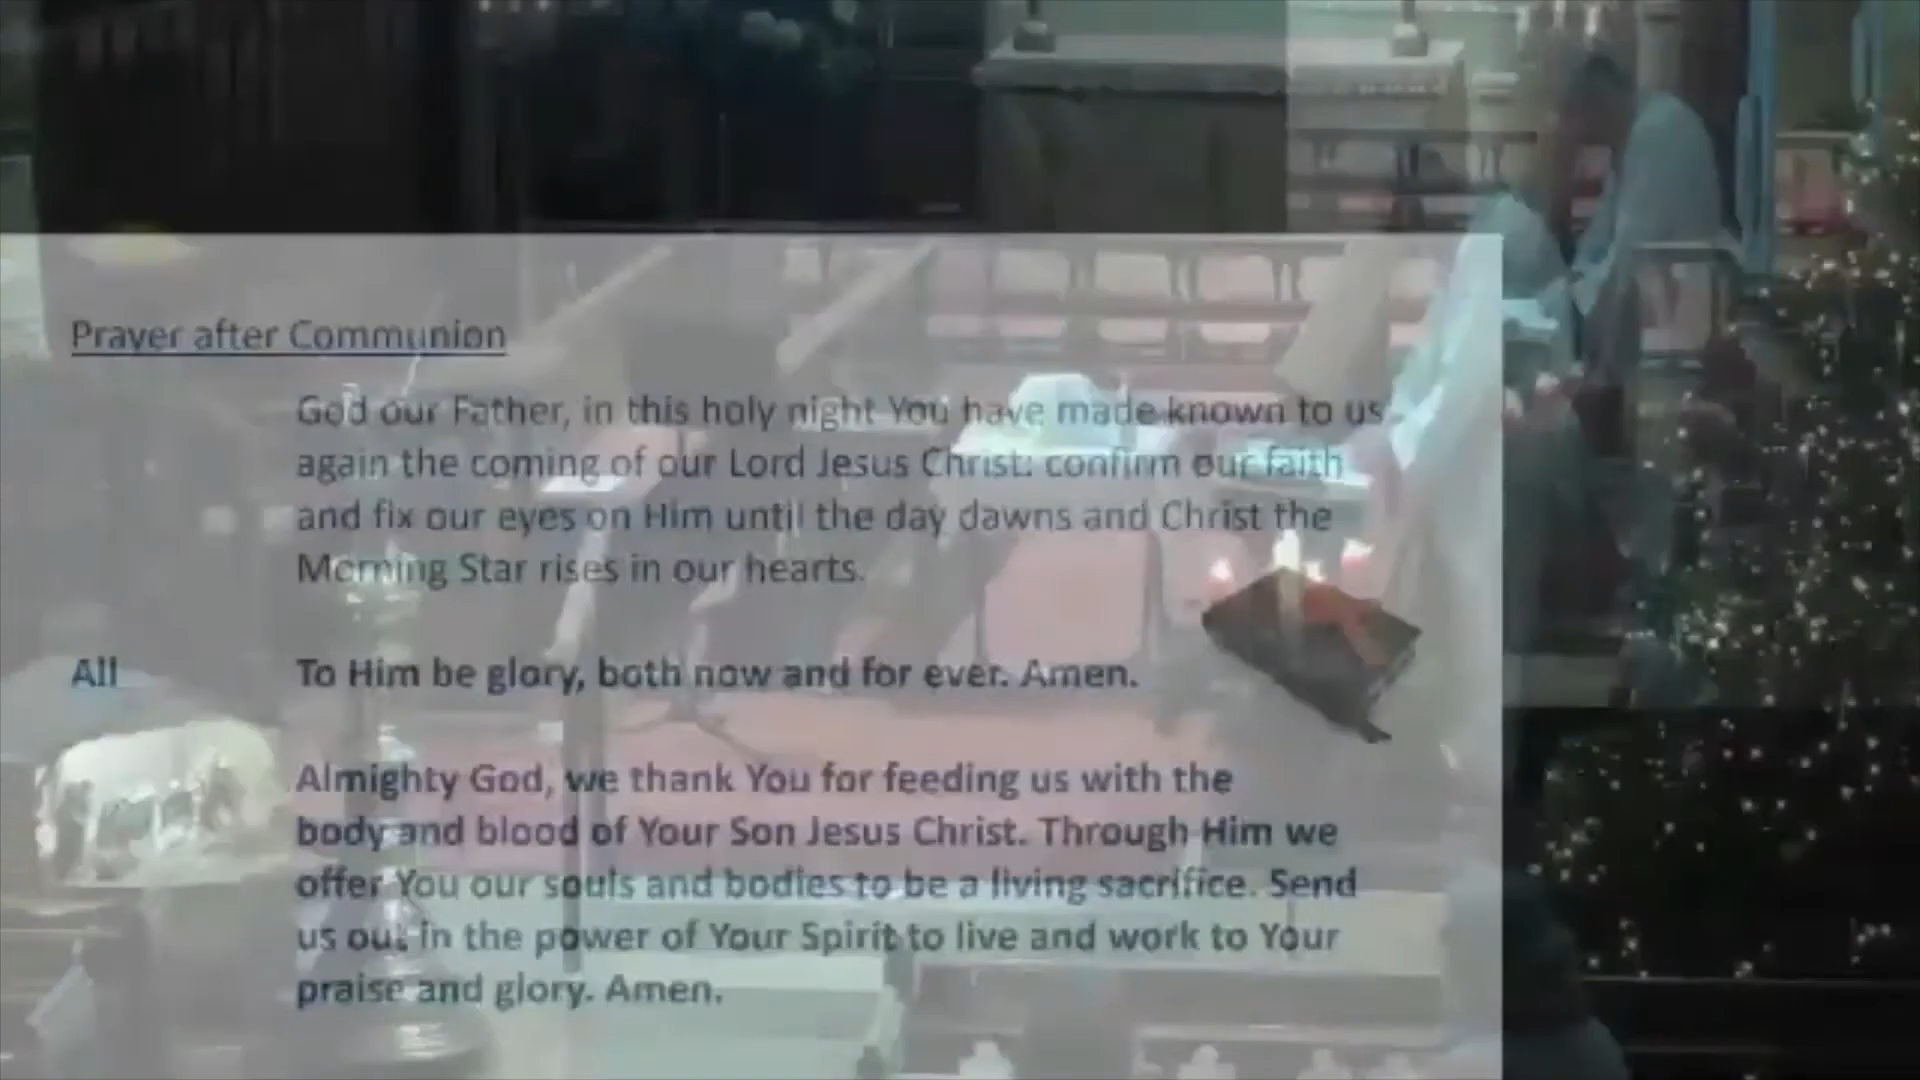 Prayer after Communion
God our Father, in this holy night You have made known to us
again the coming of our Lord Jesus Christ: confirm our faith
and fix our eyes on Him until the day dawns and Christ the
Morning Star rises in our hearts.
All To Him be glory, both now and for ever. Amen.
Almighty God, we thank You for feeding us with the
body and blood of Your Son Jesus Christ. Through Him we
offer You our souls and bodies to be a living sacrifice. Send
us out in the power of Your Spirit to live and work to Your
praise and glory. Amen.